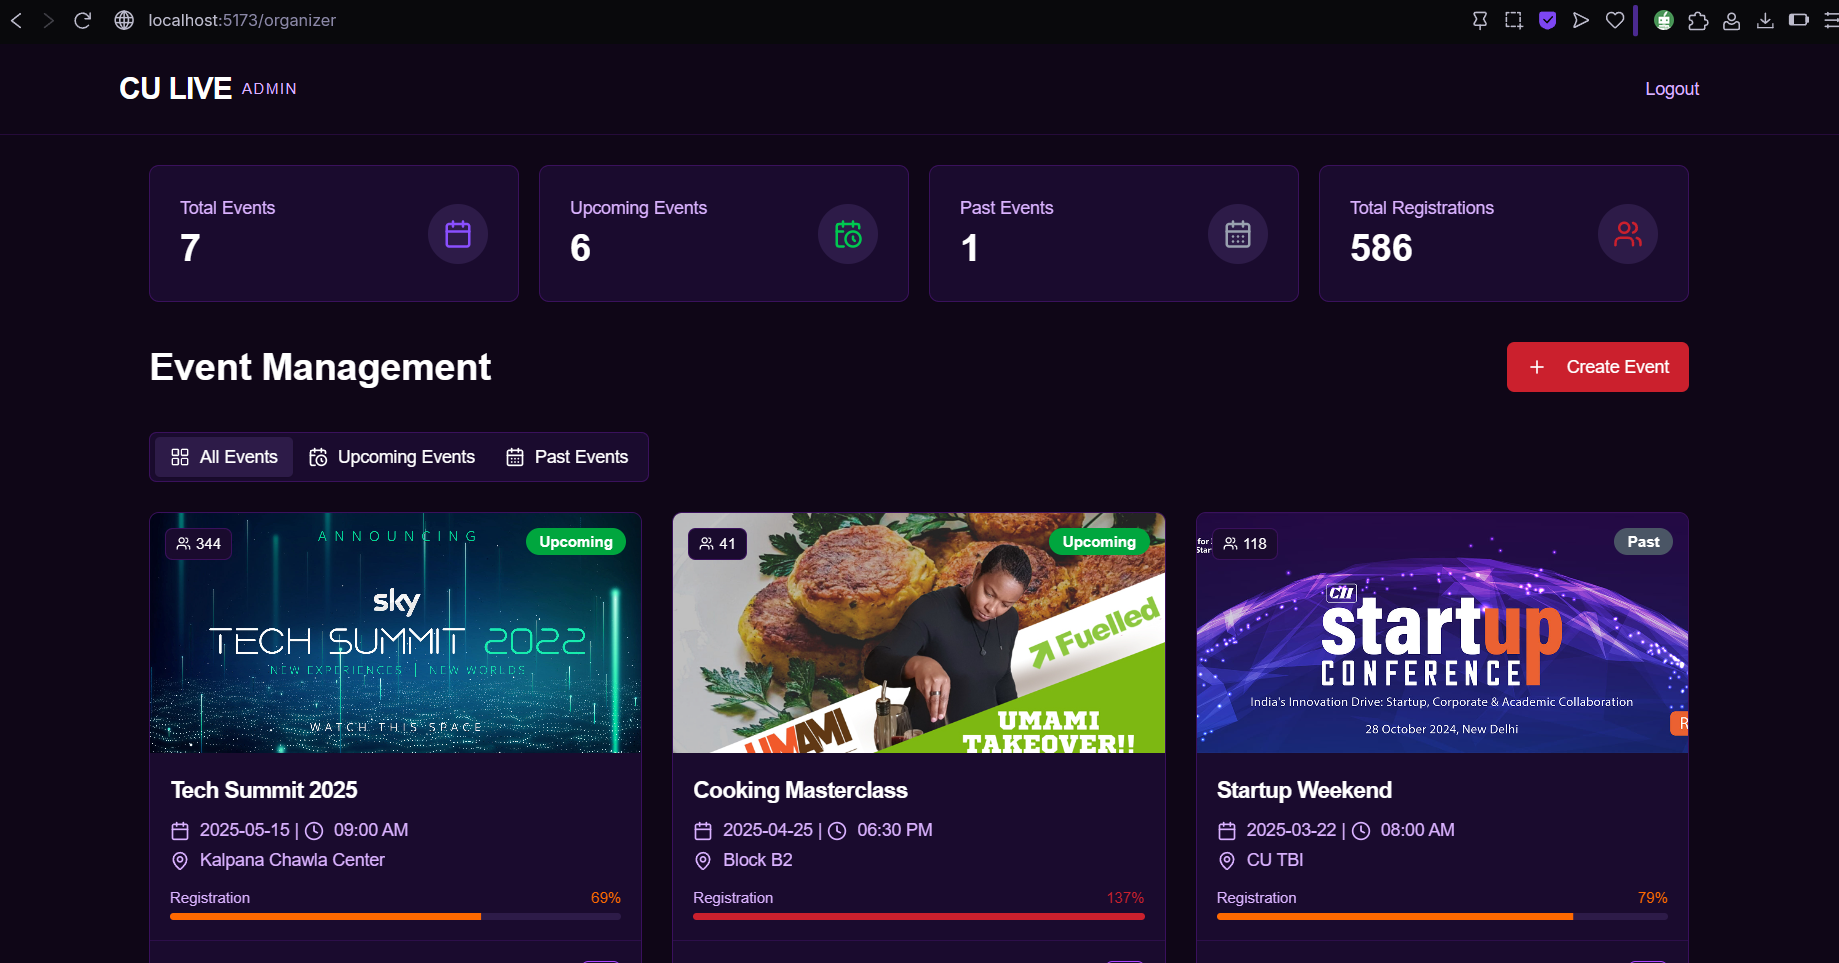 localhost:5173/organizer
CU LIVE ADMIN
Logout
Total Events
7
Upcoming Events
6
Past Events
1
Total Registrations
586
Event Management
+ Create Event
All Events
Upcoming Events
Past Events
344
ANNOUNCING
Upcoming
sky
TECH SUMMIT 2022
NEW EXPERIENCES | NEW WORLDS
WATCH THIS SPACE
Tech Summit 2025
2025-05-15 | 09:00 AM
Kalpana Chawla Center
Registration 69%
41
Upcoming
Fuelled
UMAMI
UMAMI
TAKEOVER!!
Cooking Masterclass
2025-04-25 | 06:30 PM
Block B2
Registration 137%
for
Star
118
Past
CII
startup
CONFERENCE
India's Innovation Drive: Startup, Corporate & Academic Collaboration
28 October 2024, New Delhi
R
Startup Weekend
2025-03-22 | 08:00 AM
CU TBI
Registration 79%